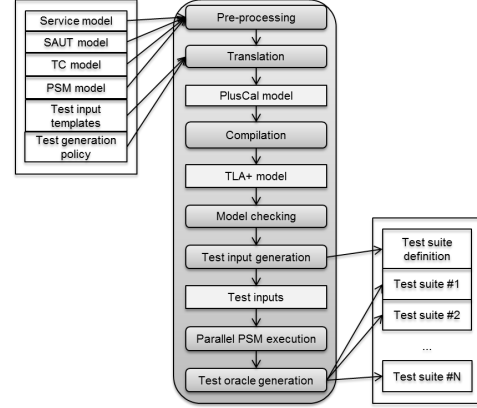 Service model
SAUT model
TC model
PSM model
Test input
templates
Test generation
policy
Pre-processing
Translation
PlusCal model
Compilation
TLA+ model
Model checking
Test input generation
Test inputs
Parallel PSM execution
Test oracle generation
Test suite
definition
Test suite #1
Test suite #2
...
Test suite #N